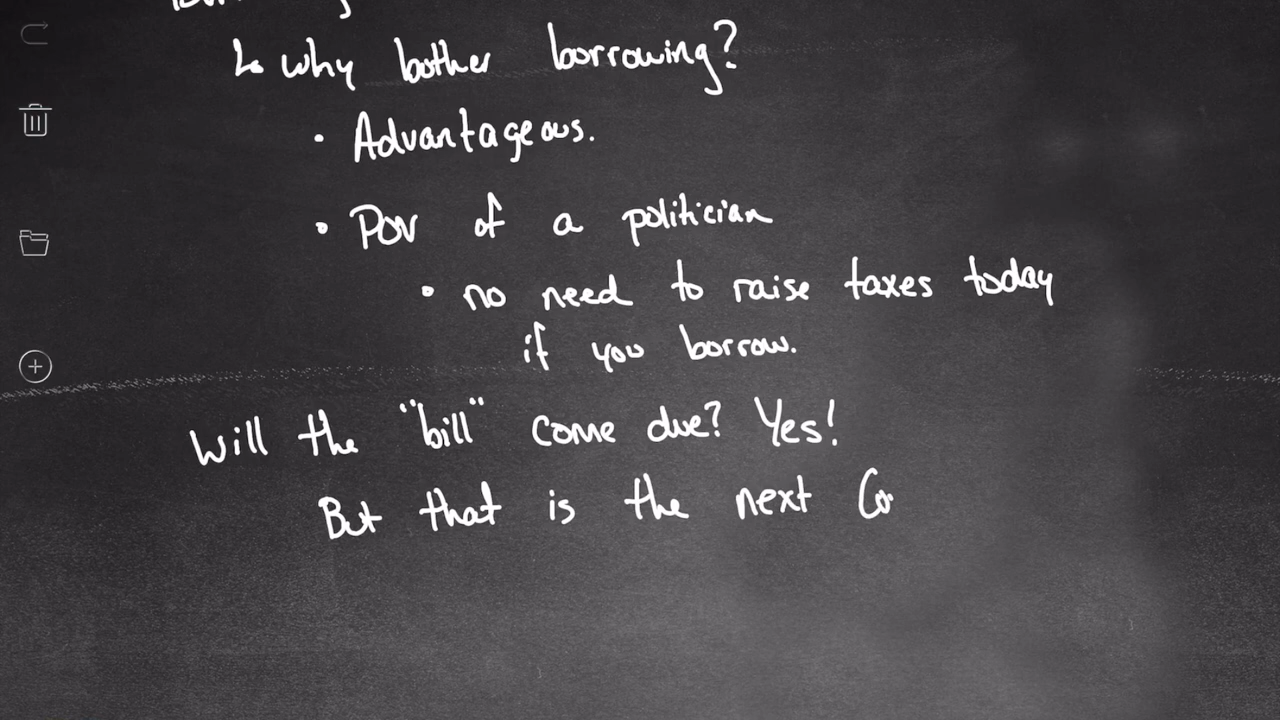 ↳ why bother borrowing?
• Advantageous.
• POV of a politician
• no need to raise taxes today
if you borrow.
Will the "bill" come due? Yes!
But that is the next Co